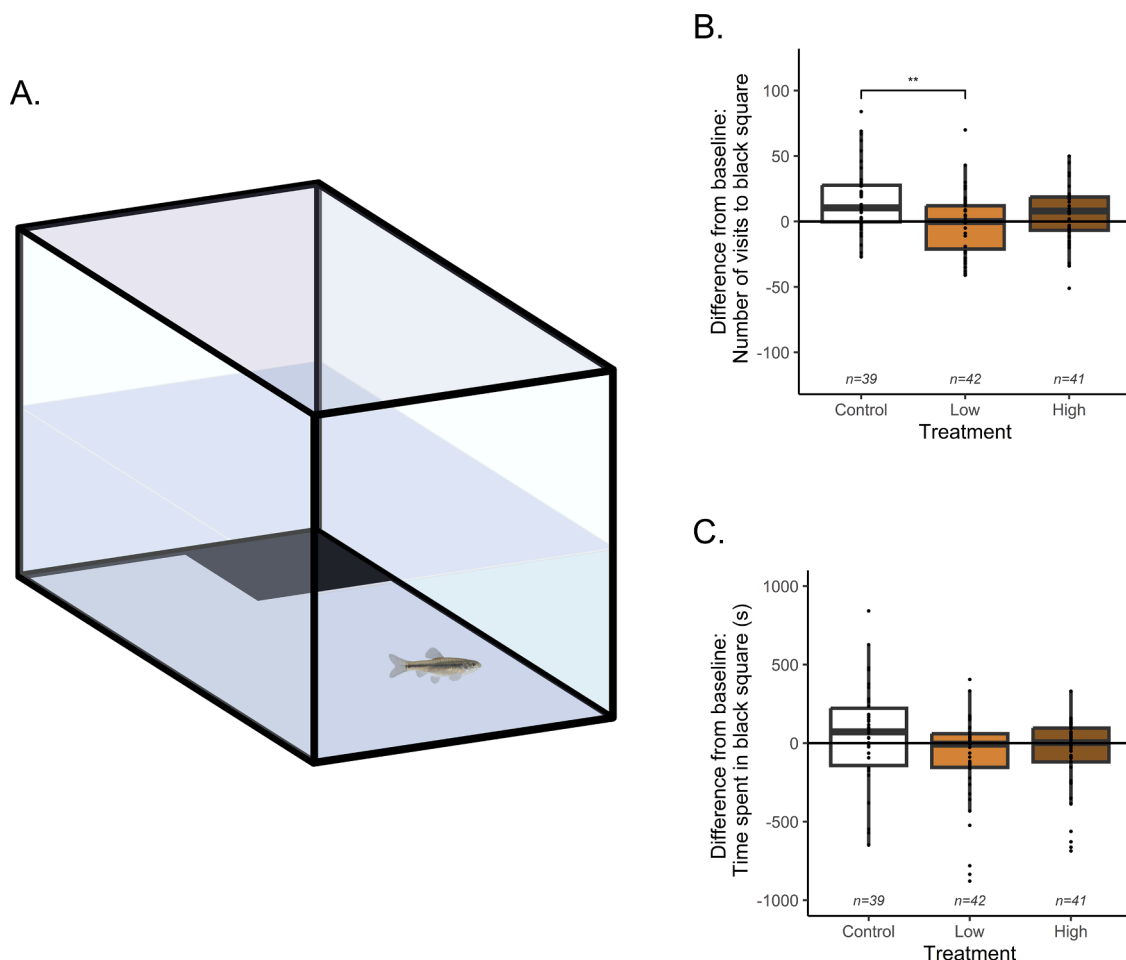 A.
B.
Difference from baseline:
Number of visits to black square
100
50
0
-50
-100
**
n=39
n=42
n=41
Control
Low
High
Treatment
C.
Difference from baseline:
Time spent in black square (s)
1000
500
0
-500
-1000
n=39
n=42
n=41
Control
Low
High
Treatment